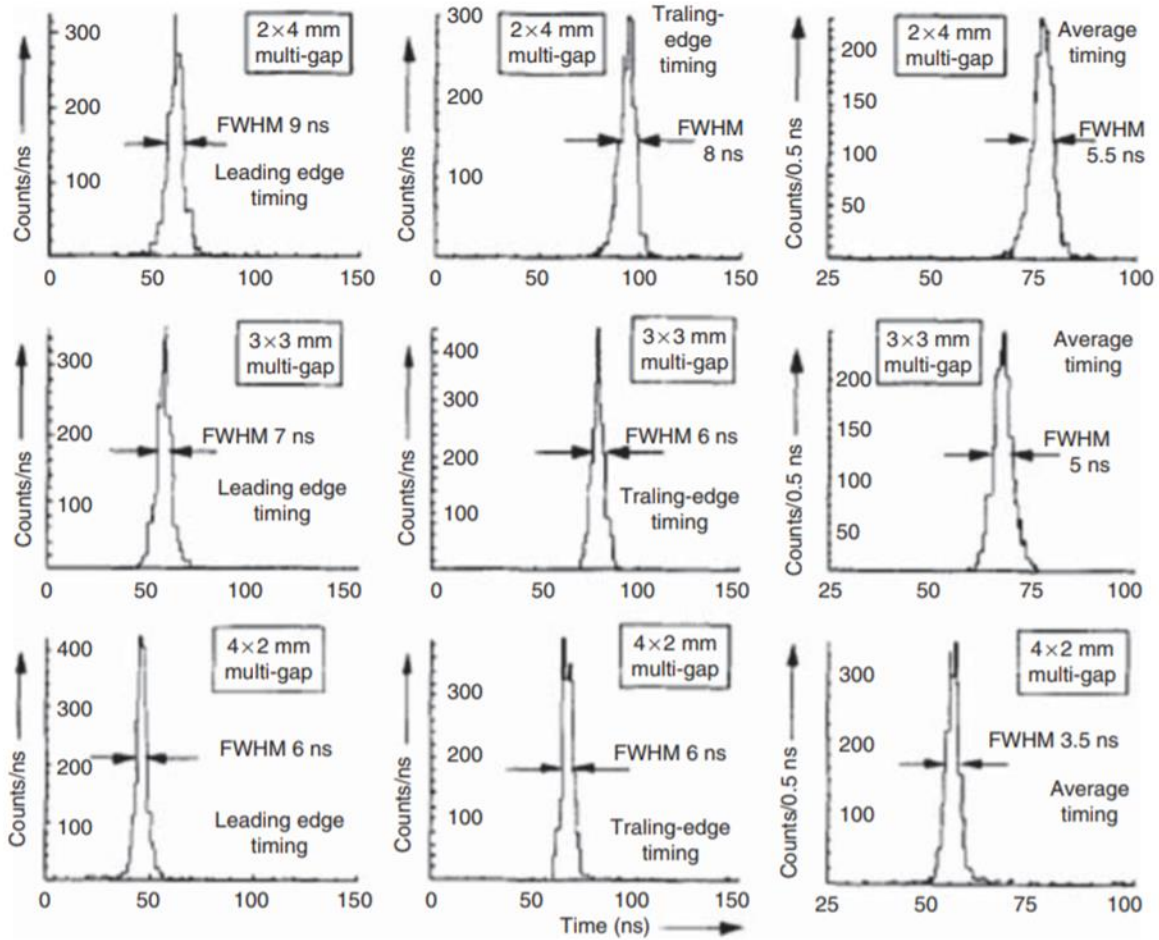 300
200
100
Counts/ns
2×4 mm
multi-gap
FWHM 9 ns
Leading edge
timing
0 50 100 150
300
200
100
Counts/ns
2×4 mm
multi-gap
Traling-
edge
timing
FWHM
8 ns
0 50 100 150
200
150
100
50
Counts/0.5 ns
2×4 mm
multi-gap
Average
timing
FWHM
5.5 ns
25 50 75 100
300
200
100
Counts/ns
3×3 mm
multi-gap
FWHM 7 ns
Leading edge
timing
0 50 100 150
400
300
200
100
Counts/ns
3×3 mm
multi-gap
FWHM 6 ns
Traling-edge
timing
0 50 100 150
200
150
100
50
Counts/0.5 ns
3×3 mm
multi-gap
Average
timing
FWHM
5 ns
25 50 75 100
400
300
200
100
Counts/ns
4×2 mm
multi-gap
FWHM 6 ns
Leading edge
timing
0 50 100 150
300
200
100
Counts/ns
4×2 mm
multi-gap
FWHM 6 ns
Traling-edge
timing
0 50 100 150
Time (ns)
300
200
100
Counts/0.5 ns
4×2 mm
multi-gap
FWHM 3.5 ns
Average
timing
25 50 75 100